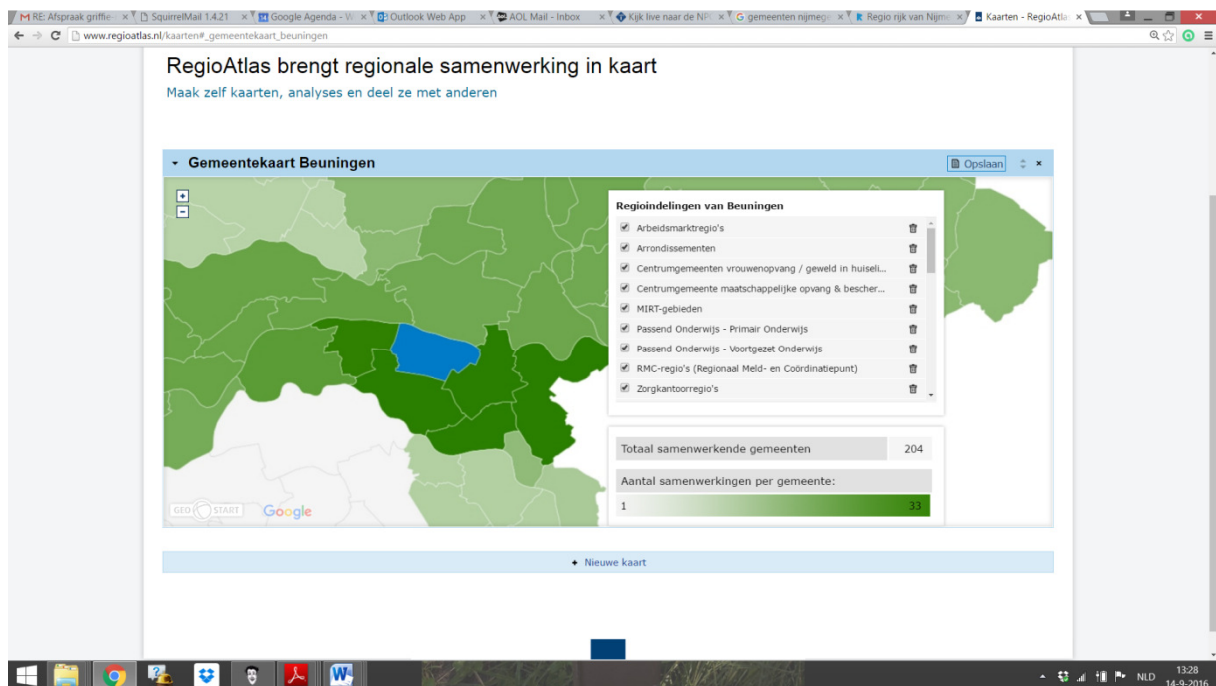 RE: Afspraak griffie
SquirrelMail 1.4.21
Google Agenda - W
Outlook Web App
AOL Mail - Inbox
Kijk live naar de NPO
gemeenten nijmege
Regio rijk van Nijme
Kaarten - RegioAtla
www.regioatlas.nl/kaarten#_gemeentekaart_beuningen
RegioAtlas brengt regionale samenwerking in kaart
Maak zelf kaarten, analyses en deel ze met anderen
Gemeentekaart Beuningen
Opslaan
Regioindelingen van Beuningen
Arbeidsmarktregio's
Arrondissementen
Centrumgemeenten vrouwenopvang / geweld in huiseli...
Centrumgemeente maatschappelijke opvang & bescher...
MIRT-gebieden
Passend Onderwijs - Primair Onderwijs
Passend Onderwijs - Voortgezet Onderwijs
RMC-regio's (Regionaal Meld- en Coördinatiepunt)
Zorgkantoorregio's
Totaal samenwerkende gemeenten 204
Aantal samenwerkingen per gemeente:
1 33
GEO START Google
+ Nieuwe kaart
NLD
13:28
14-9-2016